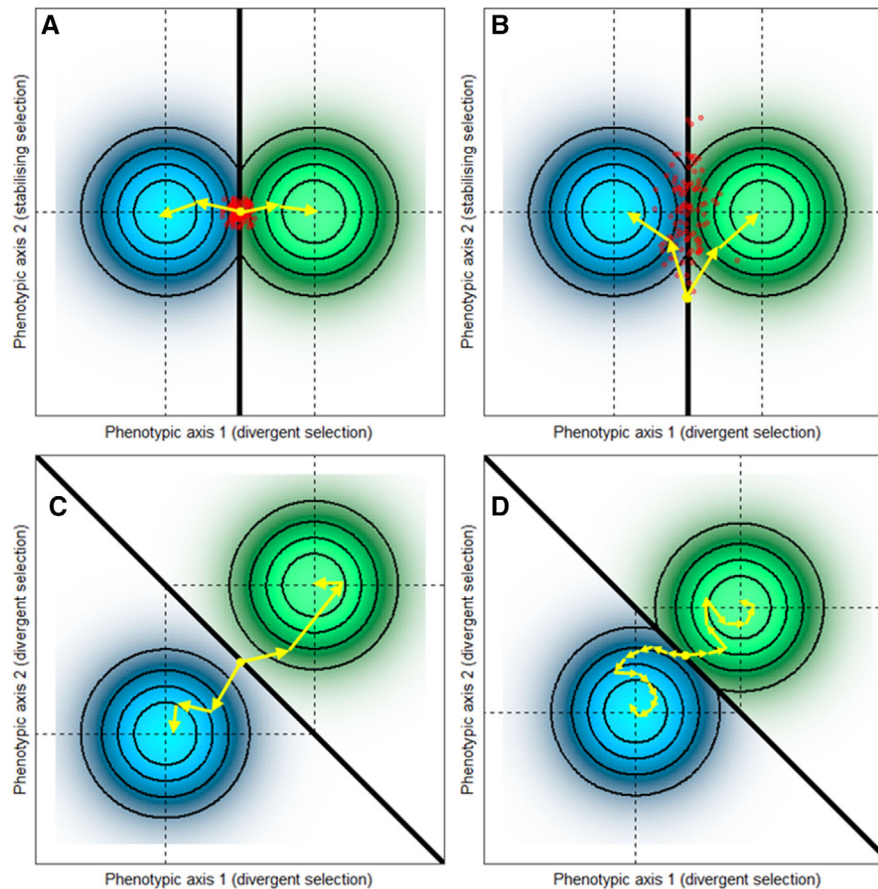 A
B
Phenotypic axis 2 (stabilising selection)
Phenotypic axis 2 (stabilising selection)
Phenotypic axis 1 (divergent selection)
Phenotypic axis 1 (divergent selection)
C
D
Phenotypic axis 2 (divergent selection)
Phenotypic axis 2 (divergent selection)
Phenotypic axis 1 (divergent selection)
Phenotypic axis 1 (divergent selection)